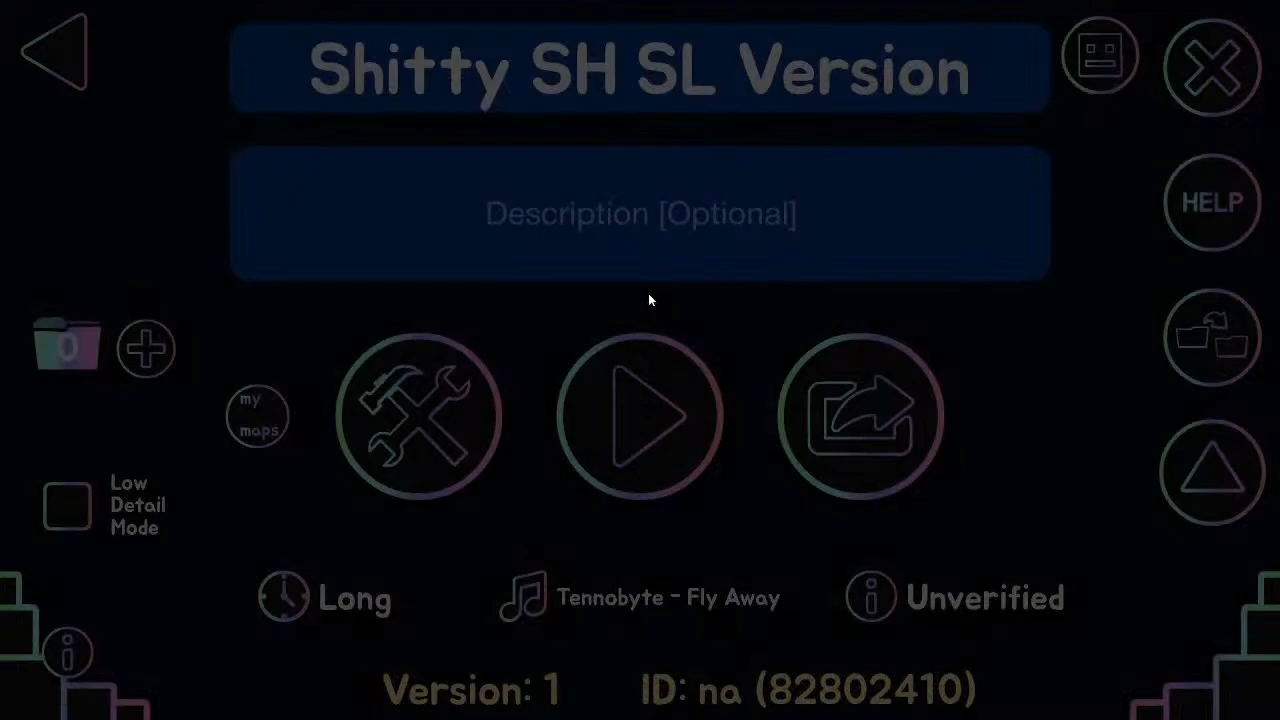 Shitty SH SL Version
Description [Optional]
HELP
0
my
maps
Low
Detail
Mode
Long
Tennobyte - Fly Away
Unverified
Version: 1
ID: na (82802410)